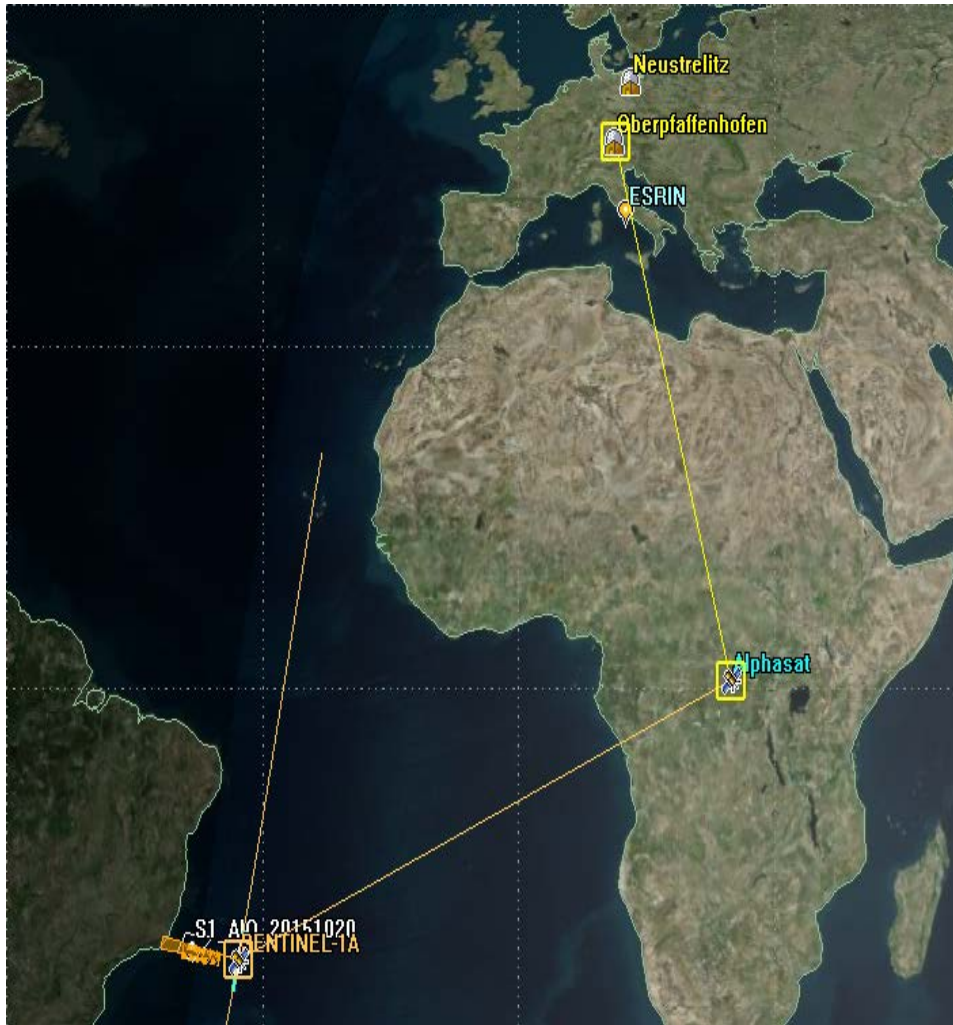 Neustrelitz
Oberpfaffenhofen
ESRIN
Alphasat
S1_AIO_20151020
SENTINEL-1A